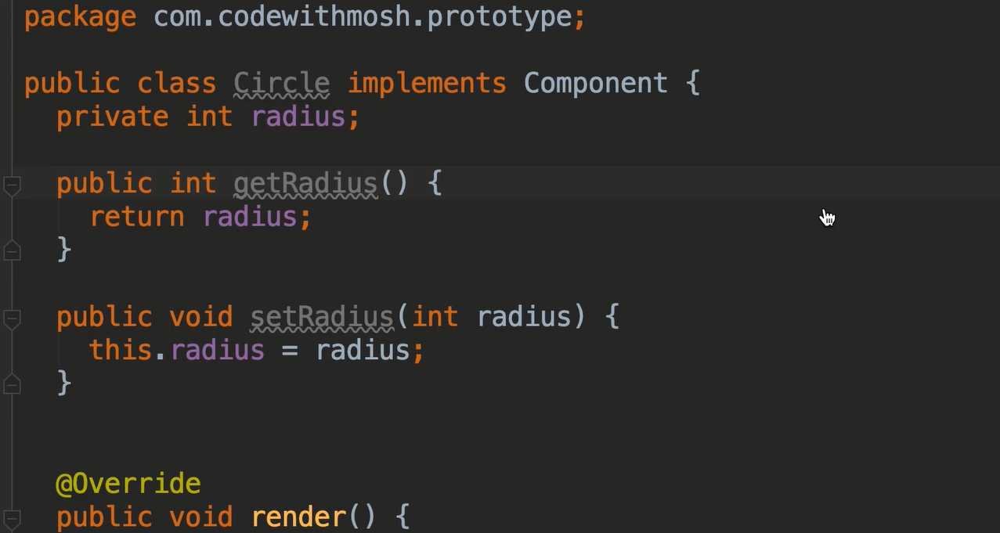 package com.codewithmosh.prototype;
public class Circle implements Component {
private int radius;
public int getRadius() {
return radius;
}
public void setRadius(int radius) {
this.radius = radius;
}
@Override
public void render() {